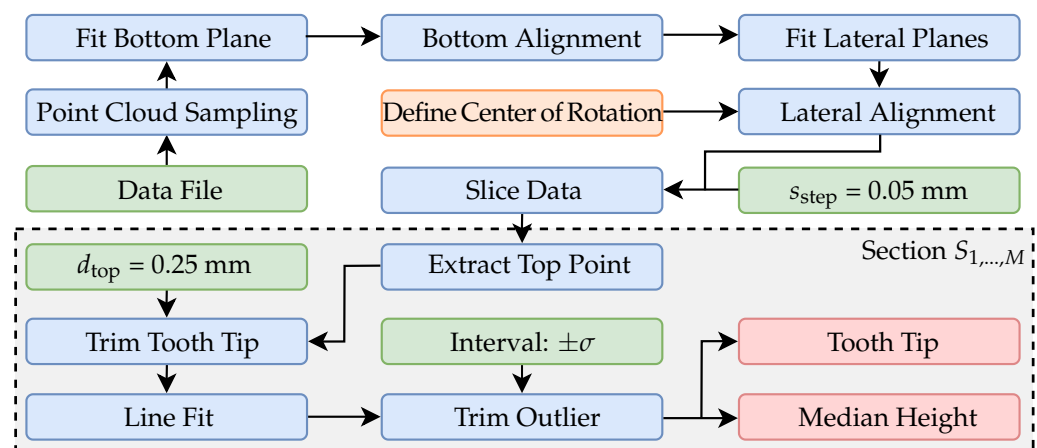 Fit Bottom Plane
Bottom Alignment
Fit Lateral Planes
Point Cloud Sampling
Define Center of Rotation
Lateral Alignment
Data File
Slice Data
s_step = 0.05 mm
Section S_1,...,M
d_top = 0.25 mm
Extract Top Point
Trim Tooth Tip
Interval: ±σ
Tooth Tip
Line Fit
Trim Outlier
Median Height